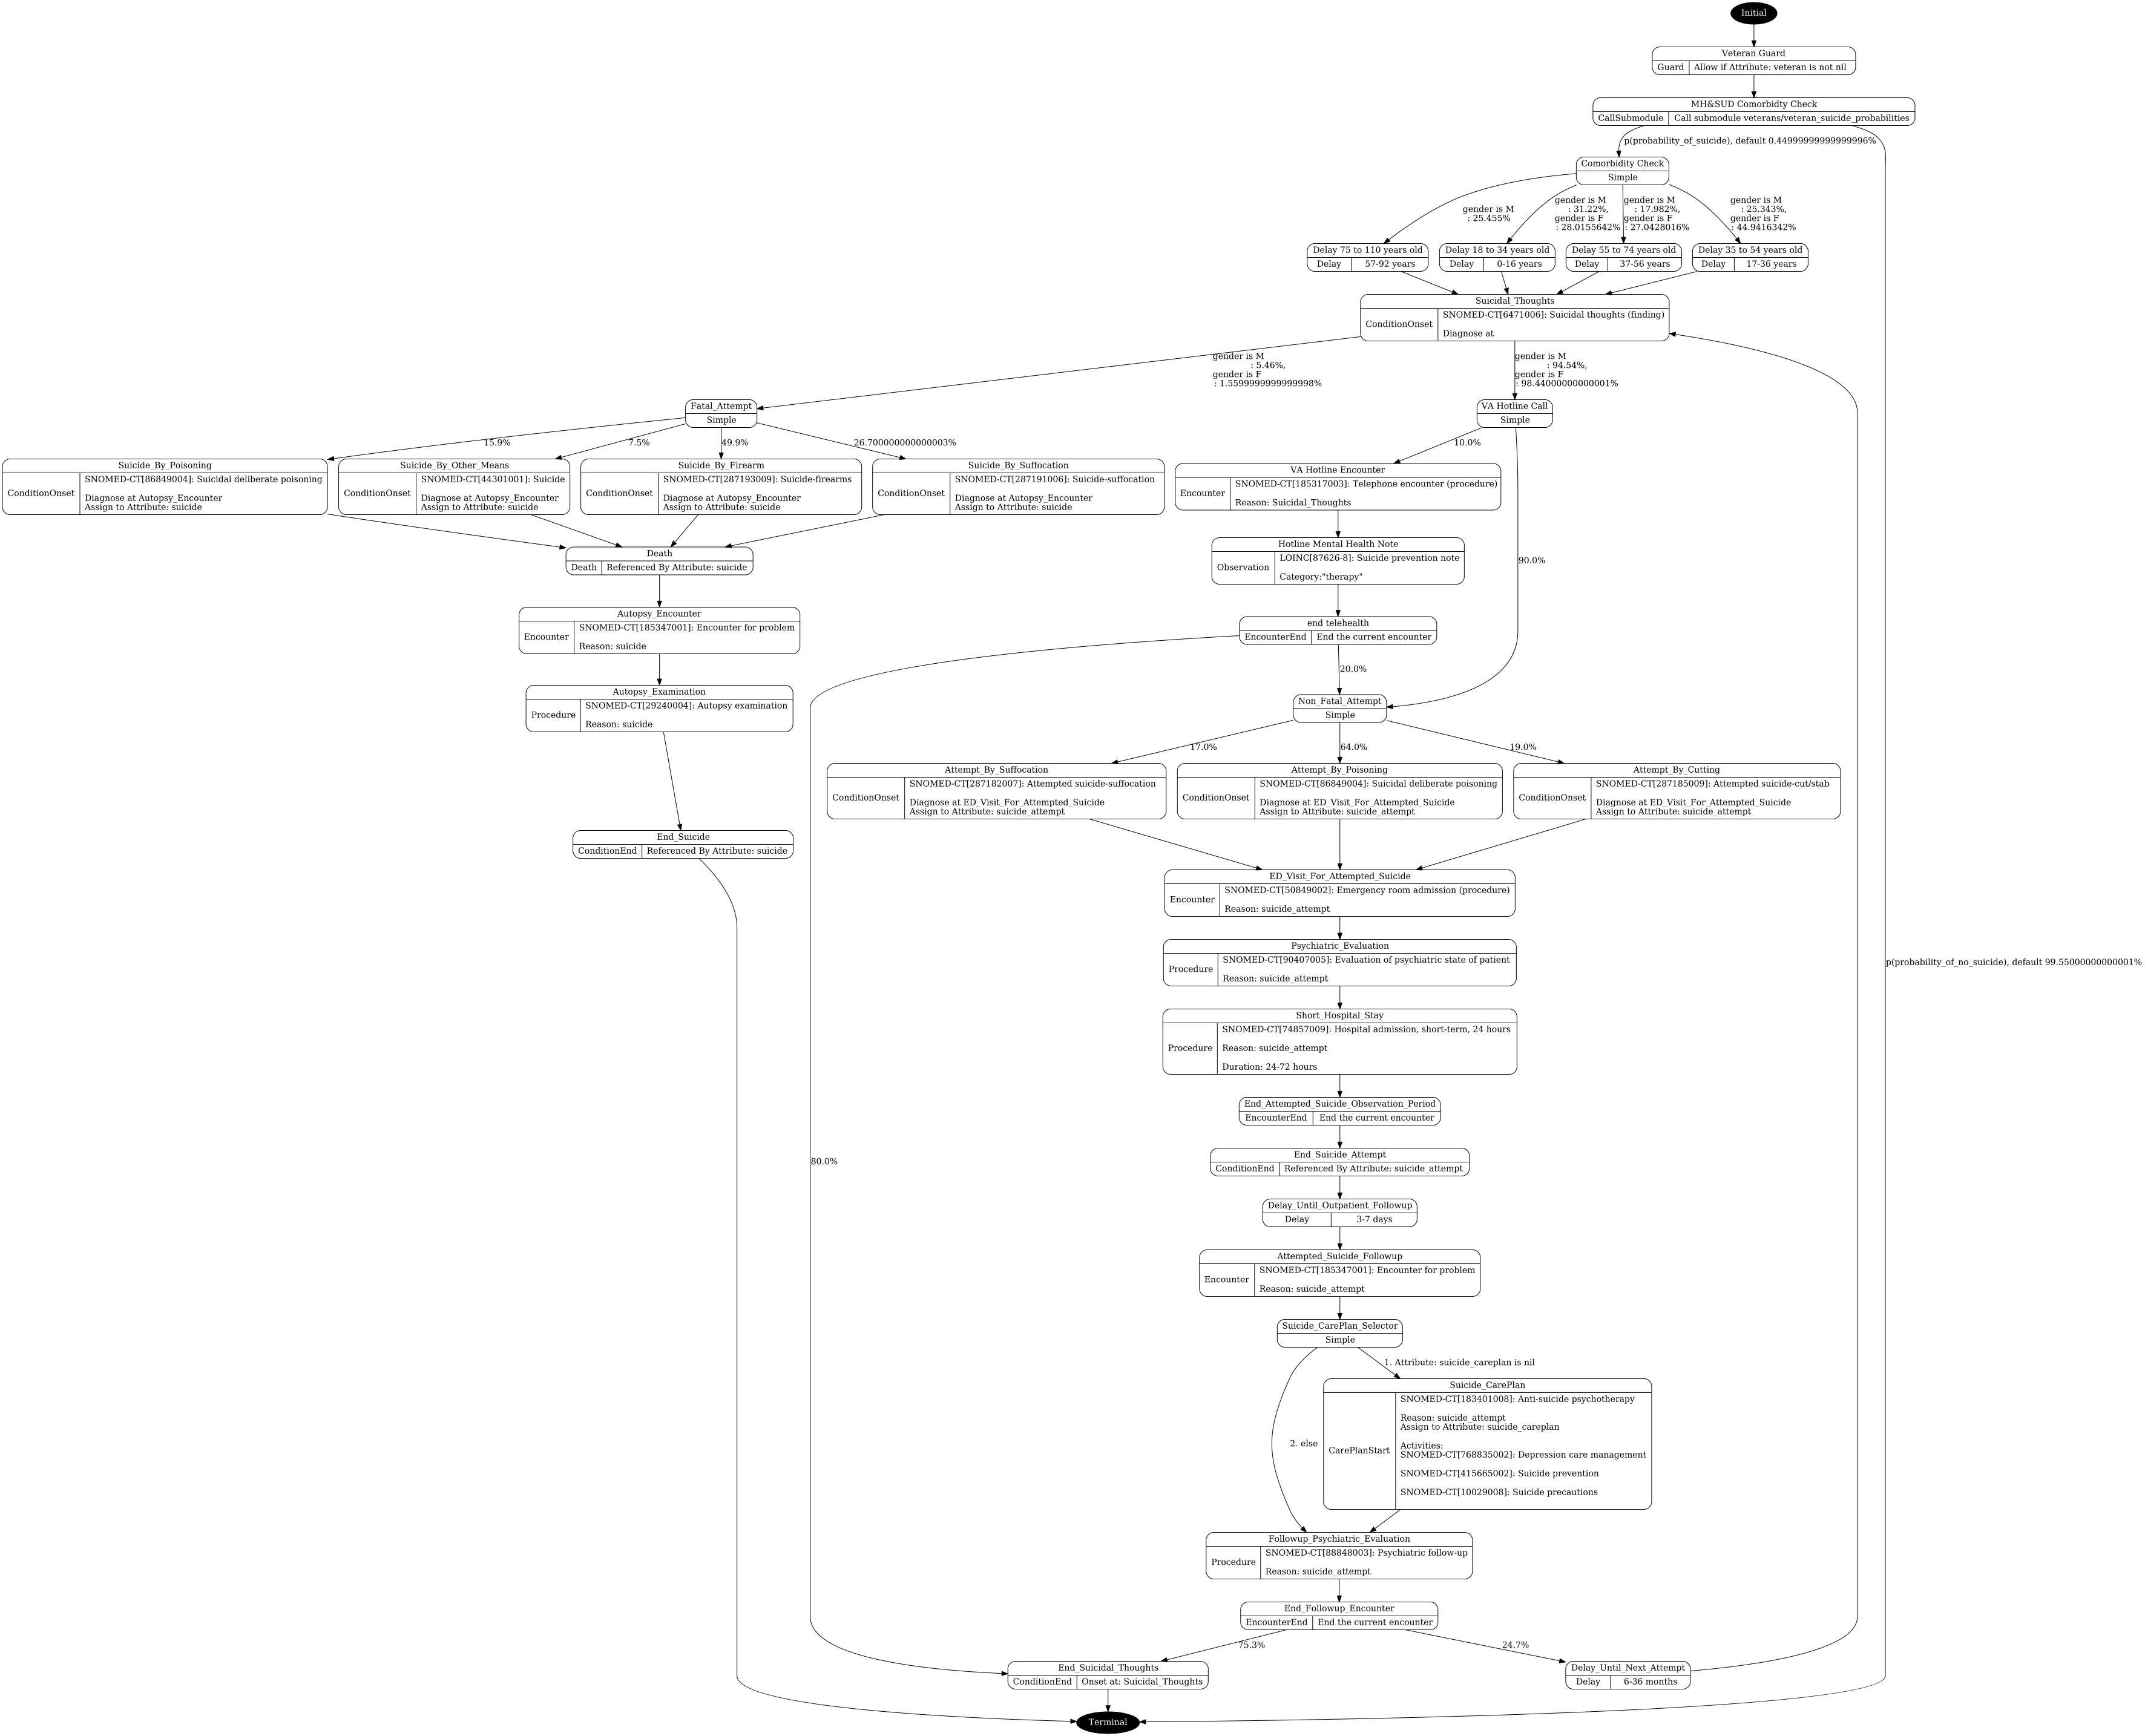 Initial
Veteran Guard
Guard
Allow if Attribute: veteran is not nil
MH&SUD Comorbidty Check
CallSubmodule
Call submodule veterans/veteran_suicide_probabilities
p(probability_of_suicide), default 0.44999999999999996%
Comorbidity Check
Simple
gender is M
: 25.455%
gender is M
: 31.22%,
gender is F
: 28.0155642%
gender is M
: 17.982%,
gender is F
: 27.0428016%
gender is M
: 25.343%,
gender is F
: 44.9416342%
Delay 75 to 110 years old
Delay
57-92 years
Delay 18 to 34 years old
Delay
0-16 years
Delay 55 to 74 years old
Delay
37-56 years
Delay 35 to 54 years old
Delay
17-36 years
Suicidal_Thoughts
ConditionOnset
SNOMED-CT[6471006]: Suicidal thoughts (finding)
Diagnose at
gender is M
: 5.46%,
gender is F
: 1.5599999999999998%
gender is M
: 94.54%,
gender is F
: 98.44000000000001%
Fatal_Attempt
Simple
VA Hotline Call
Simple
15.9%
7.5%
49.9%
26.700000000000003%
10.0%
Suicide_By_Poisoning
ConditionOnset
SNOMED-CT[86849004]: Suicidal deliberate poisoning
Diagnose at Autopsy_Encounter
Assign to Attribute: suicide
Suicide_By_Other_Means
ConditionOnset
SNOMED-CT[44301001]: Suicide
Diagnose at Autopsy_Encounter
Assign to Attribute: suicide
Suicide_By_Firearm
ConditionOnset
SNOMED-CT[287193009]: Suicide-firearms
Diagnose at Autopsy_Encounter
Assign to Attribute: suicide
Suicide_By_Suffocation
ConditionOnset
SNOMED-CT[287191006]: Suicide-suffocation
Diagnose at Autopsy_Encounter
Assign to Attribute: suicide
VA Hotline Encounter
Encounter
SNOMED-CT[185317003]: Telephone encounter (procedure)
Reason: Suicidal_Thoughts
Death
Death
Referenced By Attribute: suicide
Hotline Mental Health Note
Observation
LOINC[87626-8]: Suicide prevention note
Category:"therapy"
90.0%
Autopsy_Encounter
Encounter
SNOMED-CT[185347001]: Encounter for problem
Reason: suicide
end telehealth
EncounterEnd
End the current encounter
20.0%
Autopsy_Examination
Procedure
SNOMED-CT[29240004]: Autopsy examination
Reason: suicide
Non_Fatal_Attempt
Simple
17.0%
64.0%
19.0%
Attempt_By_Suffocation
ConditionOnset
SNOMED-CT[287182007]: Attempted suicide-suffocation
Diagnose at ED_Visit_For_Attempted_Suicide
Assign to Attribute: suicide_attempt
Attempt_By_Poisoning
ConditionOnset
SNOMED-CT[86849004]: Suicidal deliberate poisoning
Diagnose at ED_Visit_For_Attempted_Suicide
Assign to Attribute: suicide_attempt
Attempt_By_Cutting
ConditionOnset
SNOMED-CT[287185009]: Attempted suicide-cut/stab
Diagnose at ED_Visit_For_Attempted_Suicide
Assign to Attribute: suicide_attempt
End_Suicide
ConditionEnd
Referenced By Attribute: suicide
ED_Visit_For_Attempted_Suicide
Encounter
SNOMED-CT[50849002]: Emergency room admission (procedure)
Reason: suicide_attempt
Psychiatric_Evaluation
Procedure
SNOMED-CT[90407005]: Evaluation of psychiatric state of patient
Reason: suicide_attempt
p(probability_of_no_suicide), default 99.55000000000001%
Short_Hospital_Stay
Procedure
SNOMED-CT[74857009]: Hospital admission, short-term, 24 hours
Reason: suicide_attempt
Duration: 24-72 hours
End_Attempted_Suicide_Observation_Period
EncounterEnd
End the current encounter
80.0%
End_Suicide_Attempt
ConditionEnd
Referenced By Attribute: suicide_attempt
Delay_Until_Outpatient_Followup
Delay
3-7 days
Attempted_Suicide_Followup
Encounter
SNOMED-CT[185347001]: Encounter for problem
Reason: suicide_attempt
Suicide_CarePlan_Selector
Simple
1. Attribute: suicide_careplan is nil
2. else
Suicide_CarePlan
CarePlanStart
SNOMED-CT[183401008]: Anti-suicide psychotherapy
Reason: suicide_attempt
Assign to Attribute: suicide_careplan
Activities:
SNOMED-CT[768835002]: Depression care management
SNOMED-CT[415665002]: Suicide prevention
SNOMED-CT[10029008]: Suicide precautions
Followup_Psychiatric_Evaluation
Procedure
SNOMED-CT[88848003]: Psychiatric follow-up
Reason: suicide_attempt
End_Followup_Encounter
EncounterEnd
End the current encounter
75.3%
24.7%
End_Suicidal_Thoughts
ConditionEnd
Onset at: Suicidal_Thoughts
Delay_Until_Next_Attempt
Delay
6-36 months
Terminal